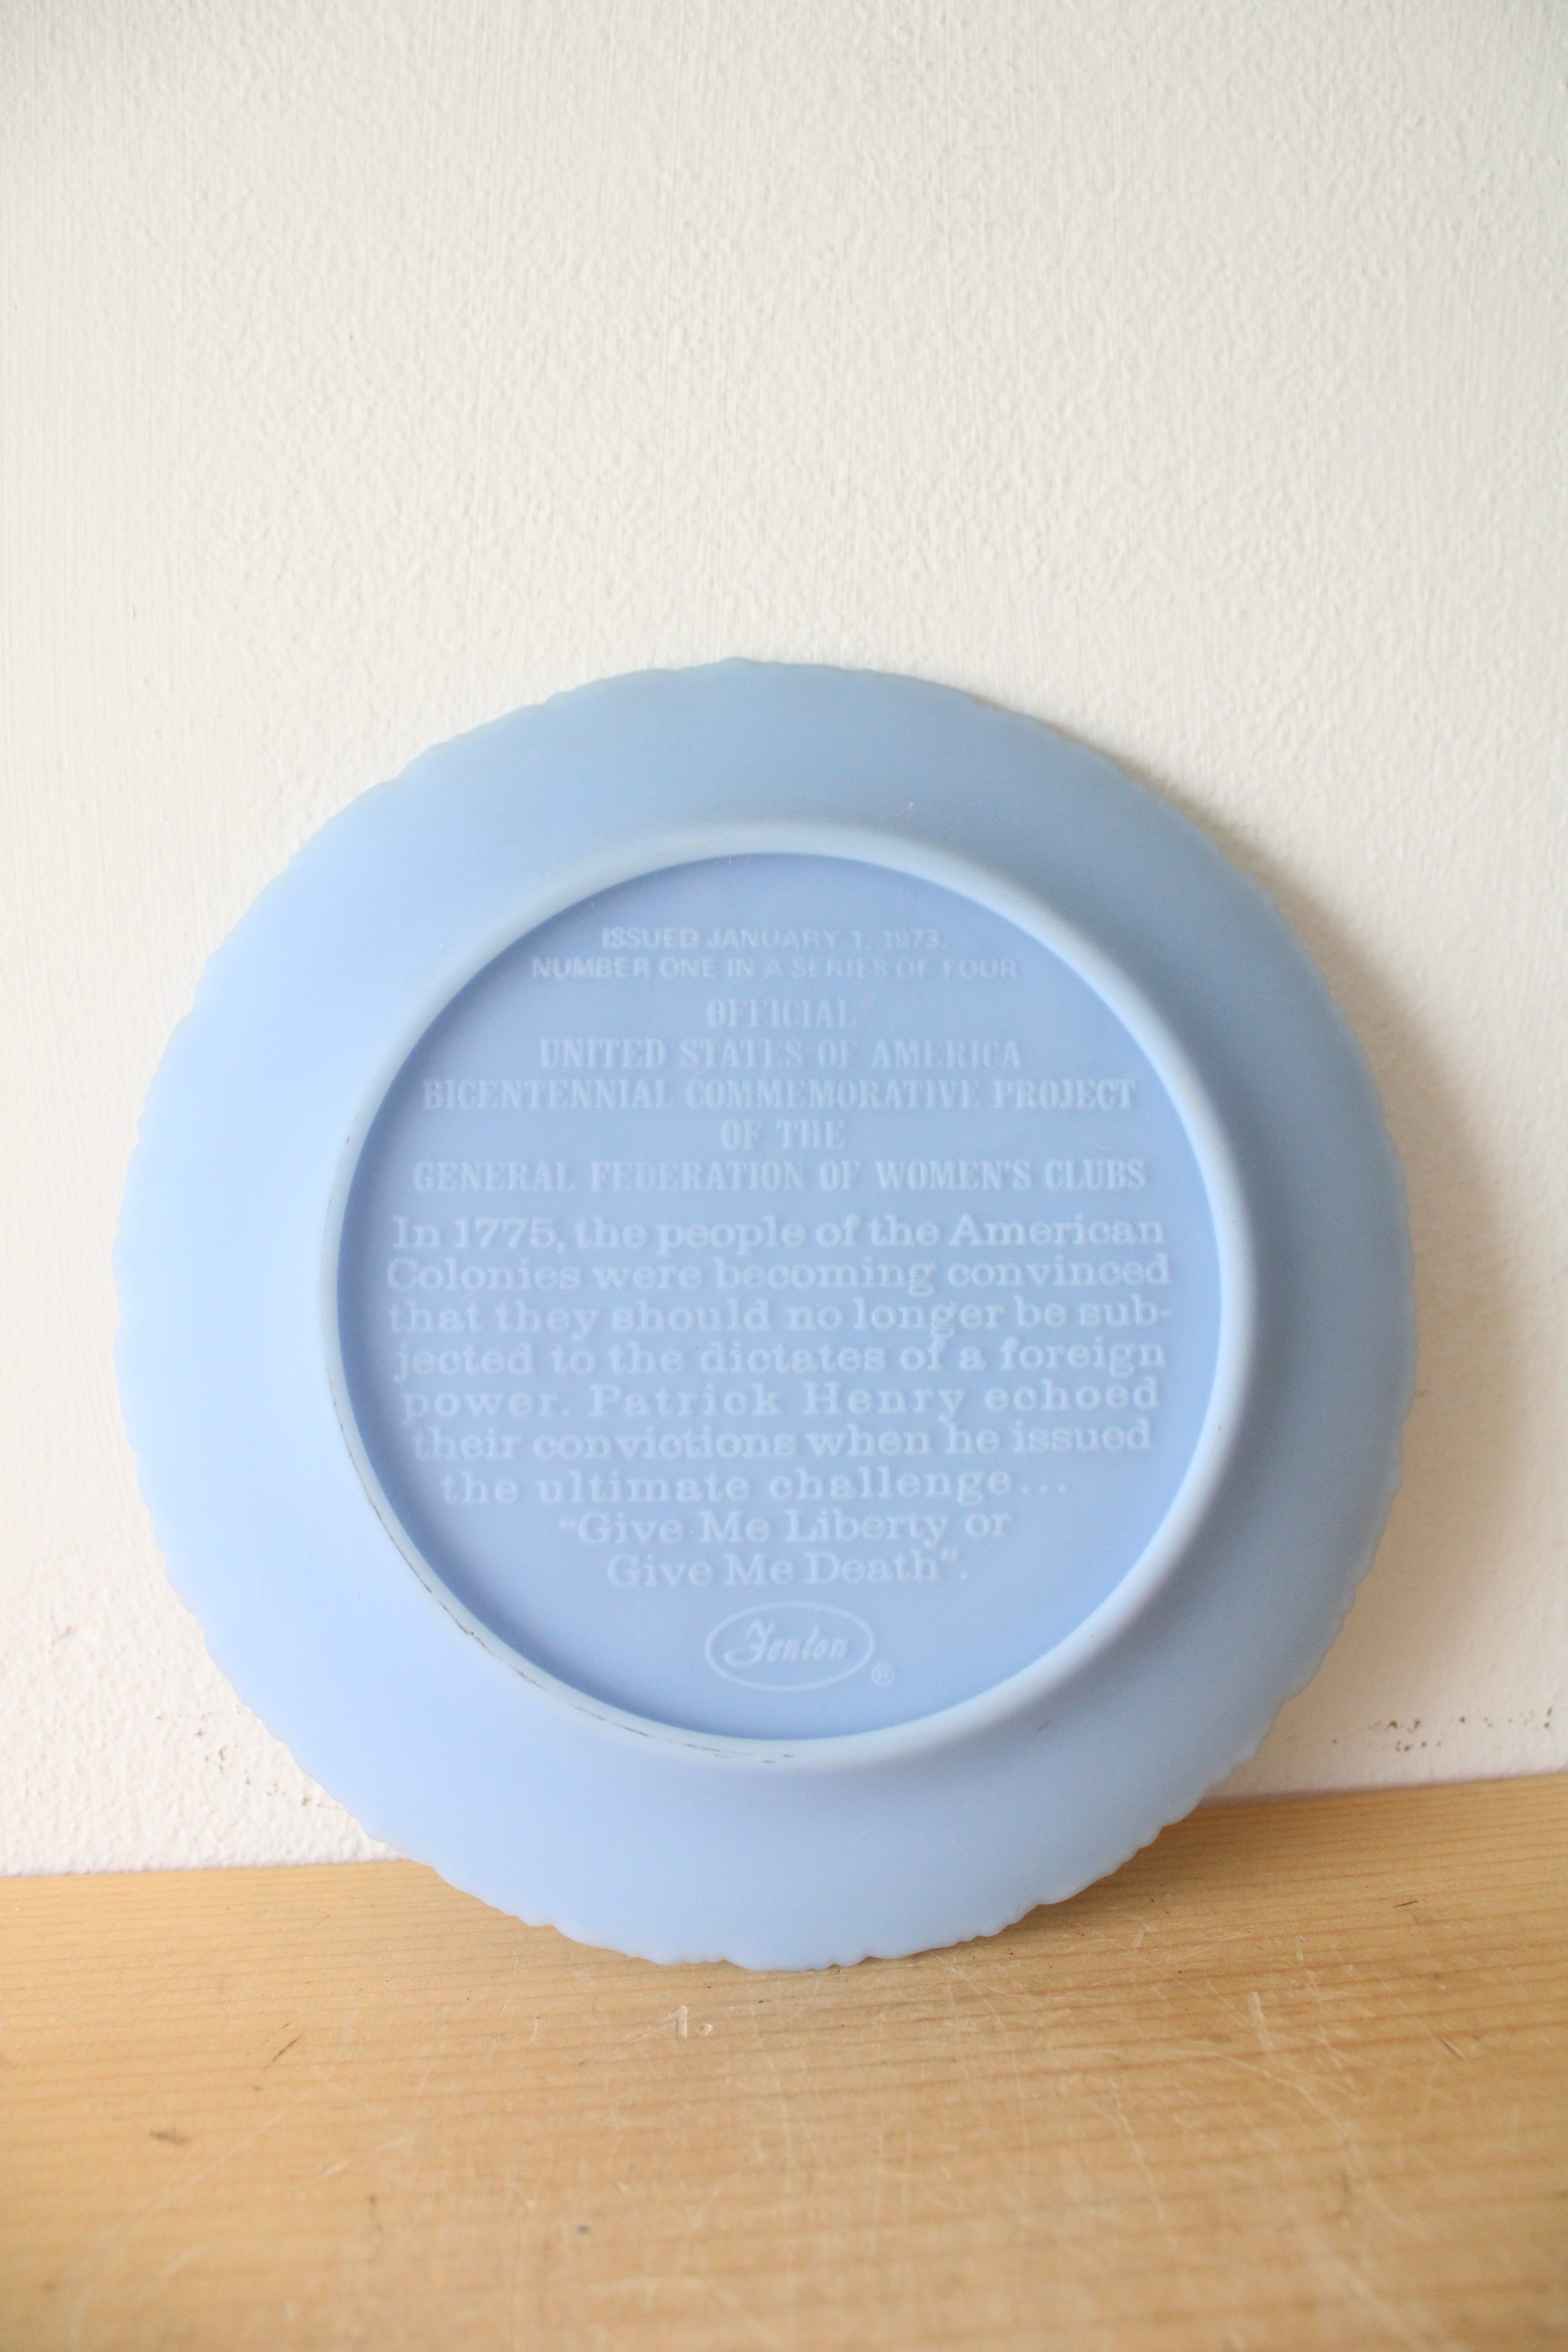 ISSUED JANUARY 1, 1973.
NUMBER ONE IN A SERIES OF FOUR
OFFICIAL
UNITED STATES OF AMERICA
BICENTENNIAL COMMEMORATIVE PROJECT
OF THE
GENERAL FEDERATION OF WOMEN'S CLUBS
In 1775, the people of the American
Colonies were becoming convinced
that they should no longer be sub-
jected to the dictates of a foreign
power. Patrick Henry echoed
their convictions when he issued
the ultimate challenge...
“Give Me Liberty or
Give Me Death”.
Fenton
®